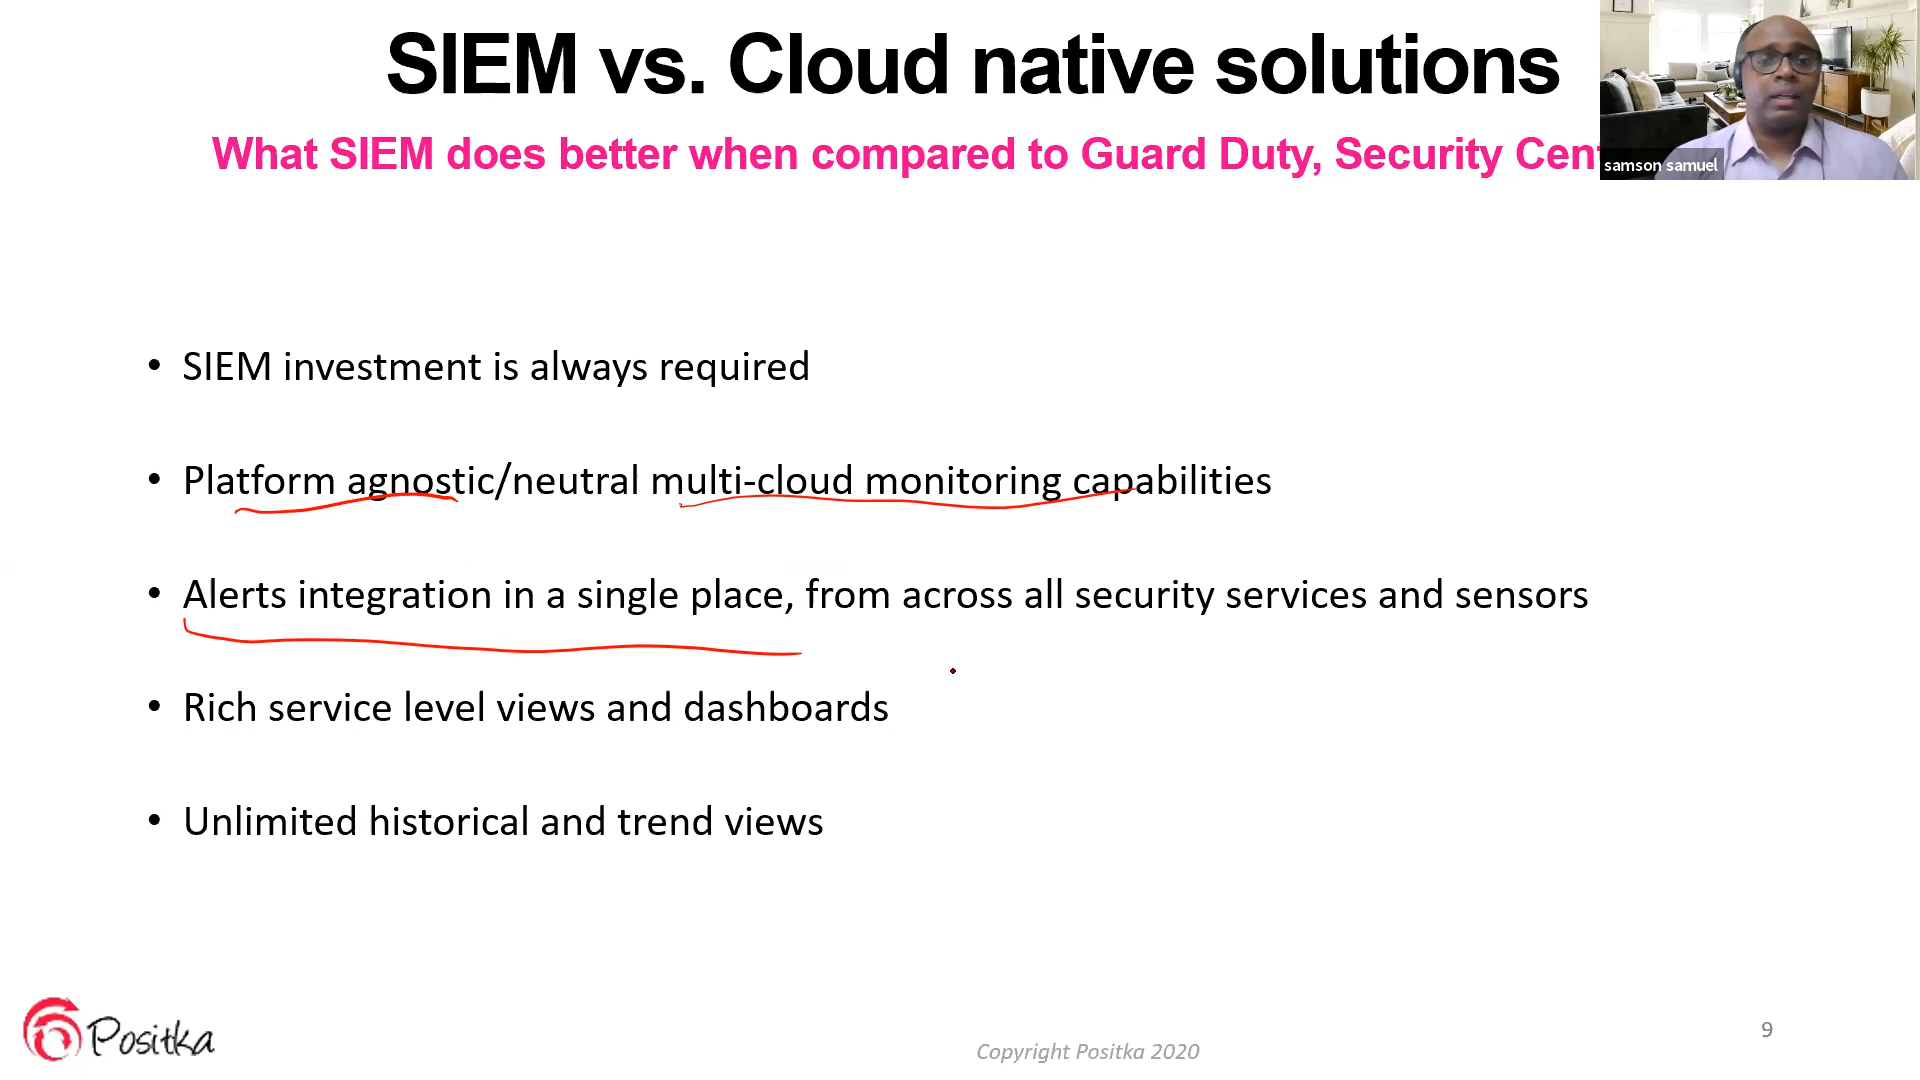 SIEM vs. Cloud native solutions
What SIEM does better when compared to Guard Duty, Security Cen
samson samuel
• SIEM investment is always required
• Platform agnostic/neutral multi-cloud monitoring capabilities
• Alerts integration in a single place, from across all security services and sensors
• Rich service level views and dashboards
• Unlimited historical and trend views
Positka
Copyright Positka 2020
9